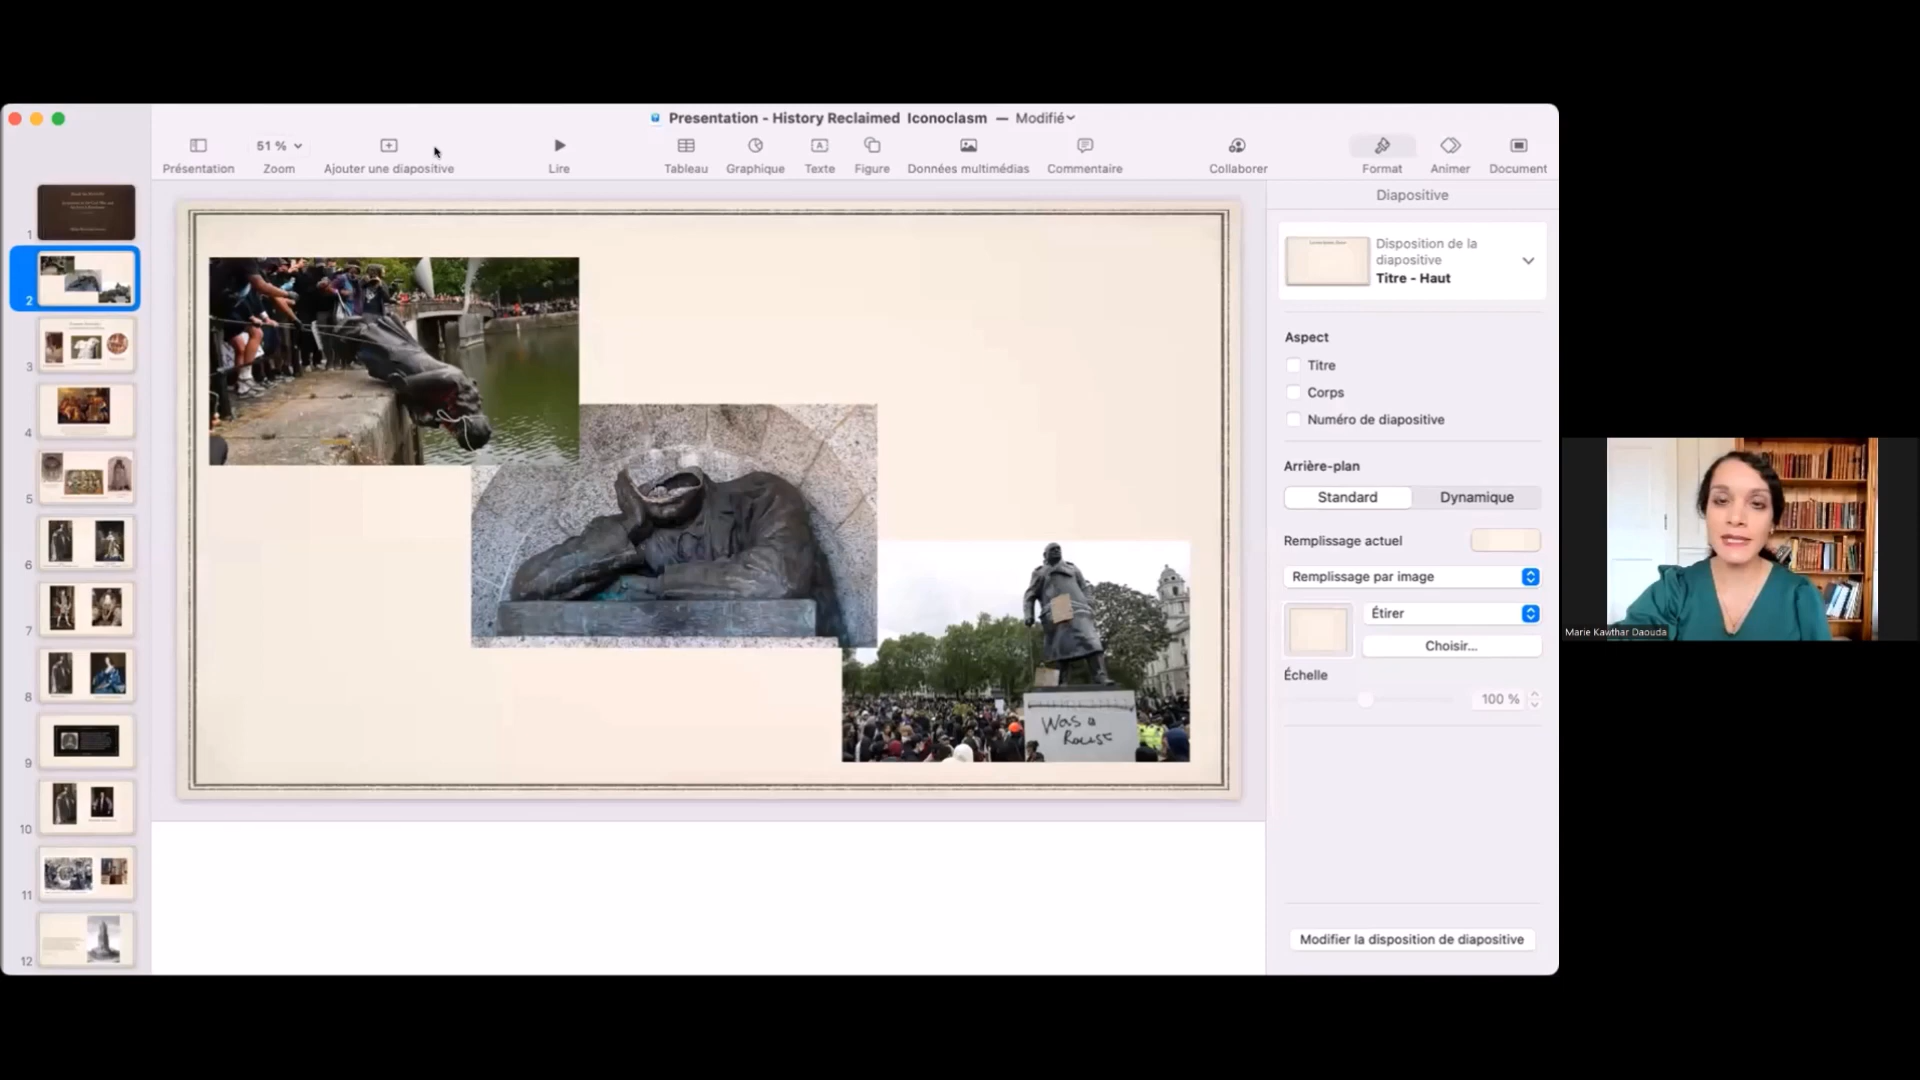 Presentation - History Reclaimed Iconoclasm — Modifié
51 %
Présentation
Zoom
Ajouter une diapositive
Lire
Tableau
Graphique
Texte
Figure
Données multimédias
Commentaire
Collaborer
Format
Animer
Document
Diapositive
Disposition de la
diapositive
Titre - Haut
Aspect
Titre
Corps
Numéro de diapositive
Arrière-plan
Standard
Dynamique
Remplissage actuel
Remplissage par image
Étirer
Choisir...
Échelle
100 %
Modifier la disposition de diapositive
1
2
3
4
5
6
7
8
9
10
11
12
Was a
Racist
Marie Kawthar Daouda